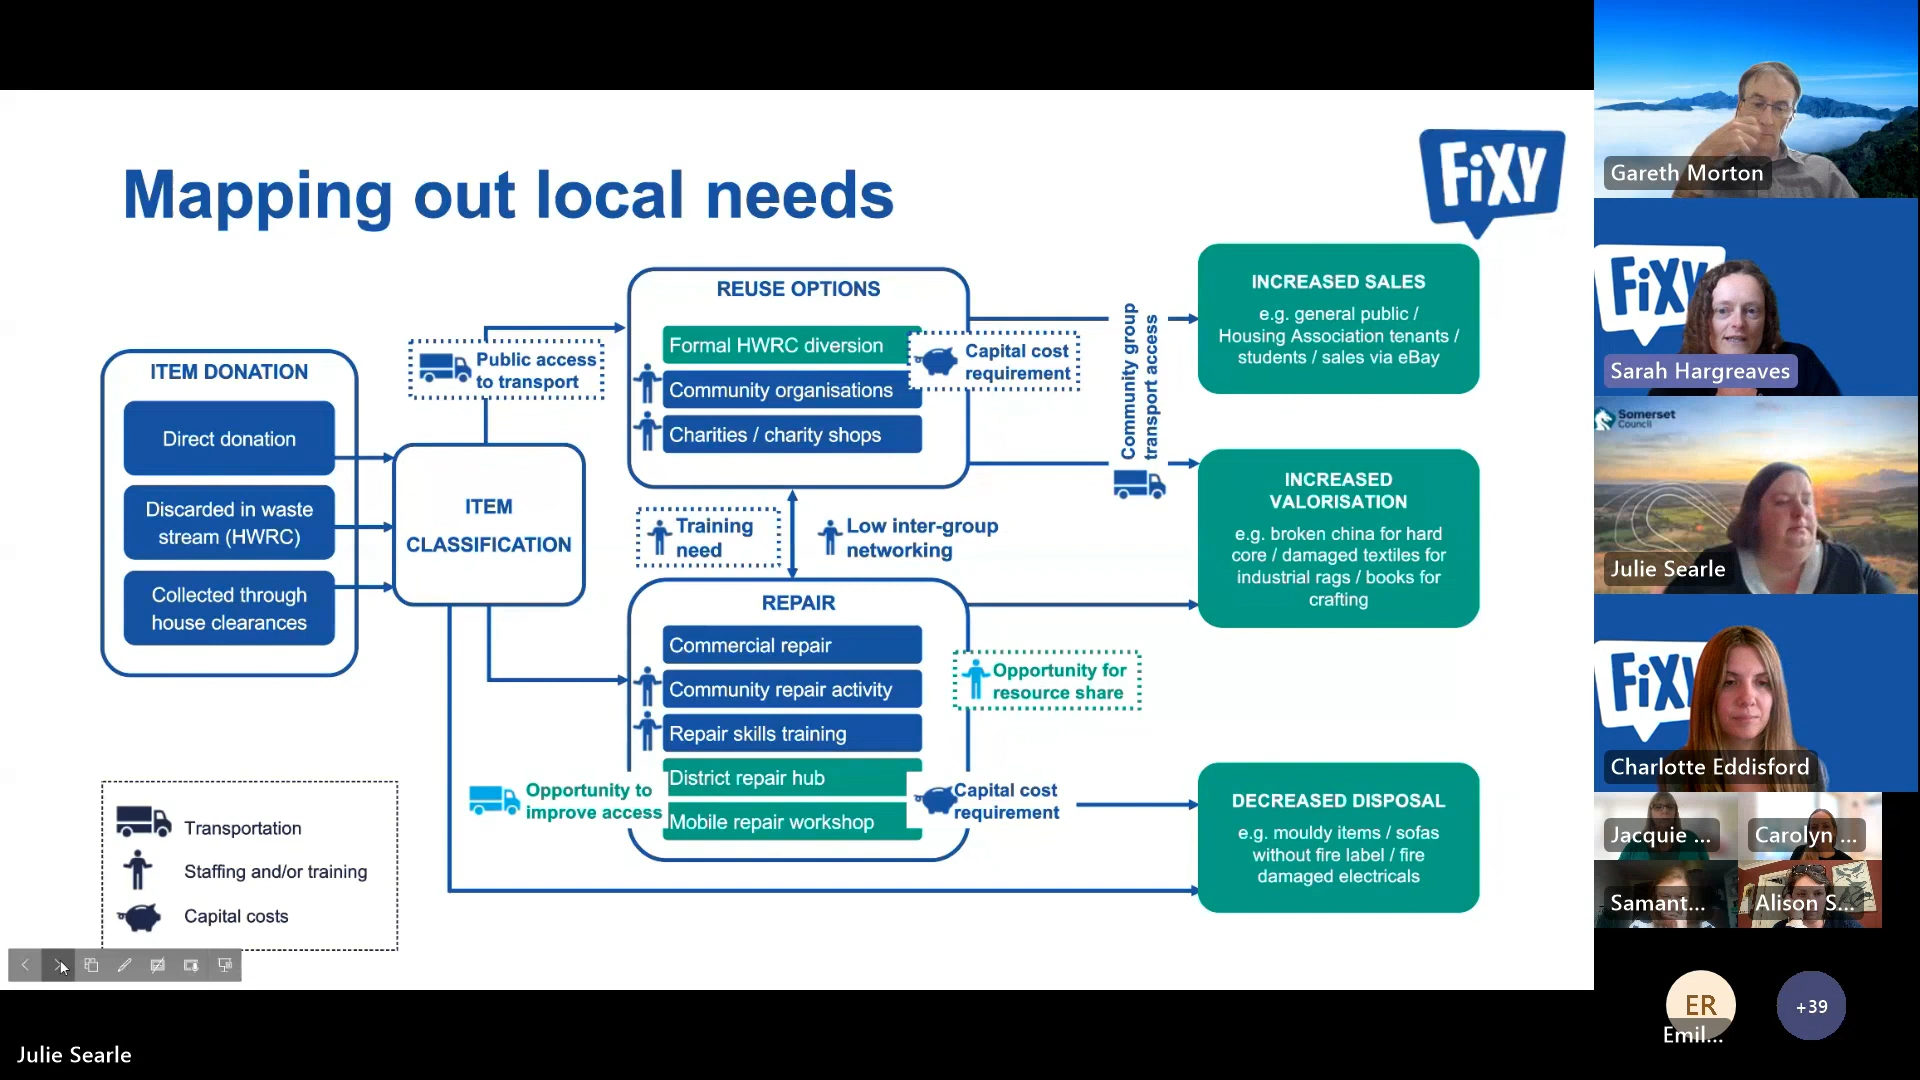 Mapping out local needs
FiXY
ITEM DONATION
Direct donation
Discarded in waste
stream (HWRC)
Collected through
house clearances
Public access
to transport
ITEM
CLASSIFICATION
REUSE OPTIONS
Formal HWRC diversion
Community organisations
Charities / charity shops
Capital cost
requirement
Community group
transport access
Training
need
Low inter-group
networking
REPAIR
Commercial repair
Community repair activity
Repair skills training
District repair hub
Mobile repair workshop
Opportunity to
improve access
Capital cost
requirement
Opportunity for
resource share
INCREASED SALES
e.g. general public /
Housing Association tenants /
students / sales via eBay
INCREASED
VALORISATION
e.g. broken china for hard
core / damaged textiles for
industrial rags / books for
crafting
DECREASED DISPOSAL
e.g. mouldy items / sofas
without fire label / fire
damaged electricals
Transportation
Staffing and/or training
Capital costs
Julie Searle
Gareth Morton
FiXY
Sarah Hargreaves
Somerset
Council
Julie Searle
FiXY
Charlotte Eddisford
Jacquie ...
Carolyn ...
Samant...
Alison S...
ER
Emil...
+39